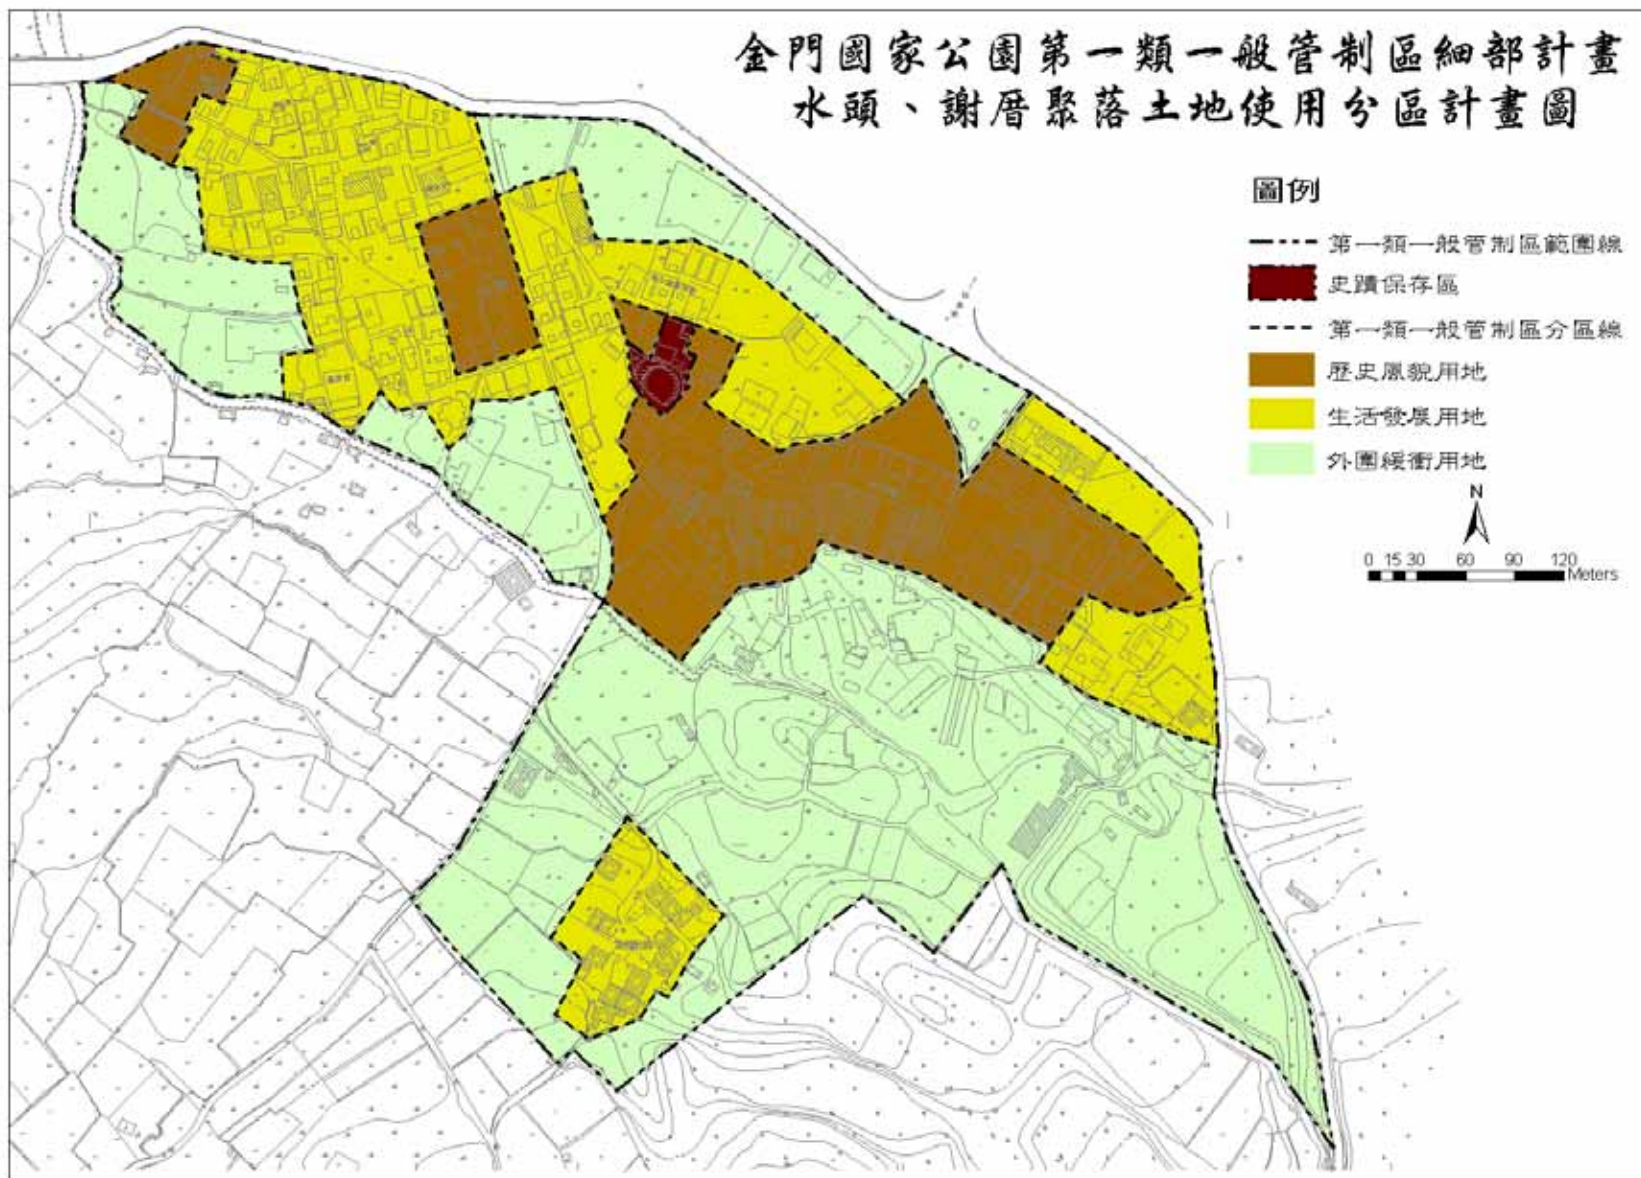 金門國家公園第一類一般管制區細部計畫
水頭、謝厝聚落土地使用分區計畫圖
圖例
第一類一般管制區範圍線
史蹟保存區
第一類一般管制區分區線
歷史風貌用地
生活發展用地
外圍緩衝用地
N
0 15 30 60 90 120
Meters